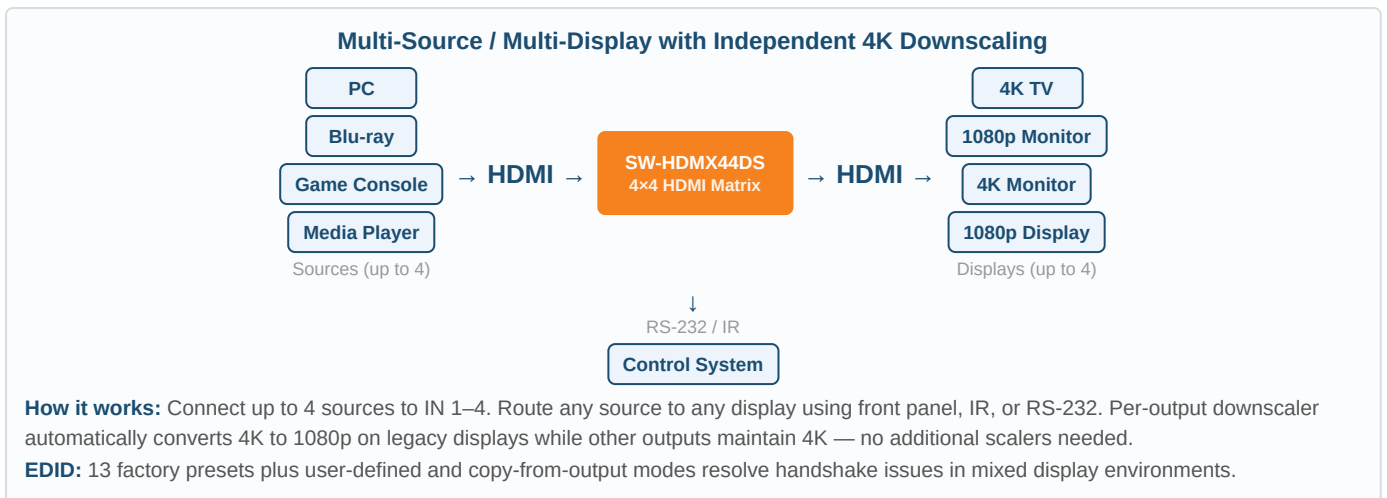 Multi-Source / Multi-Display with Independent 4K Downscaling
PC
Blu-ray
Game Console
Media Player
Sources (up to 4)
→ HDMI →
SW-HDMX44DS
4×4 HDMI Matrix
→ HDMI →
4K TV
1080p Monitor
4K Monitor
1080p Display
Displays (up to 4)
↓
RS-232 / IR
Control System
How it works: Connect up to 4 sources to IN 1–4. Route any source to any display using front panel, IR, or RS-232. Per-output downscaler
automatically converts 4K to 1080p on legacy displays while other outputs maintain 4K — no additional scalers needed.
EDID: 13 factory presets plus user-defined and copy-from-output modes resolve handshake issues in mixed display environments.